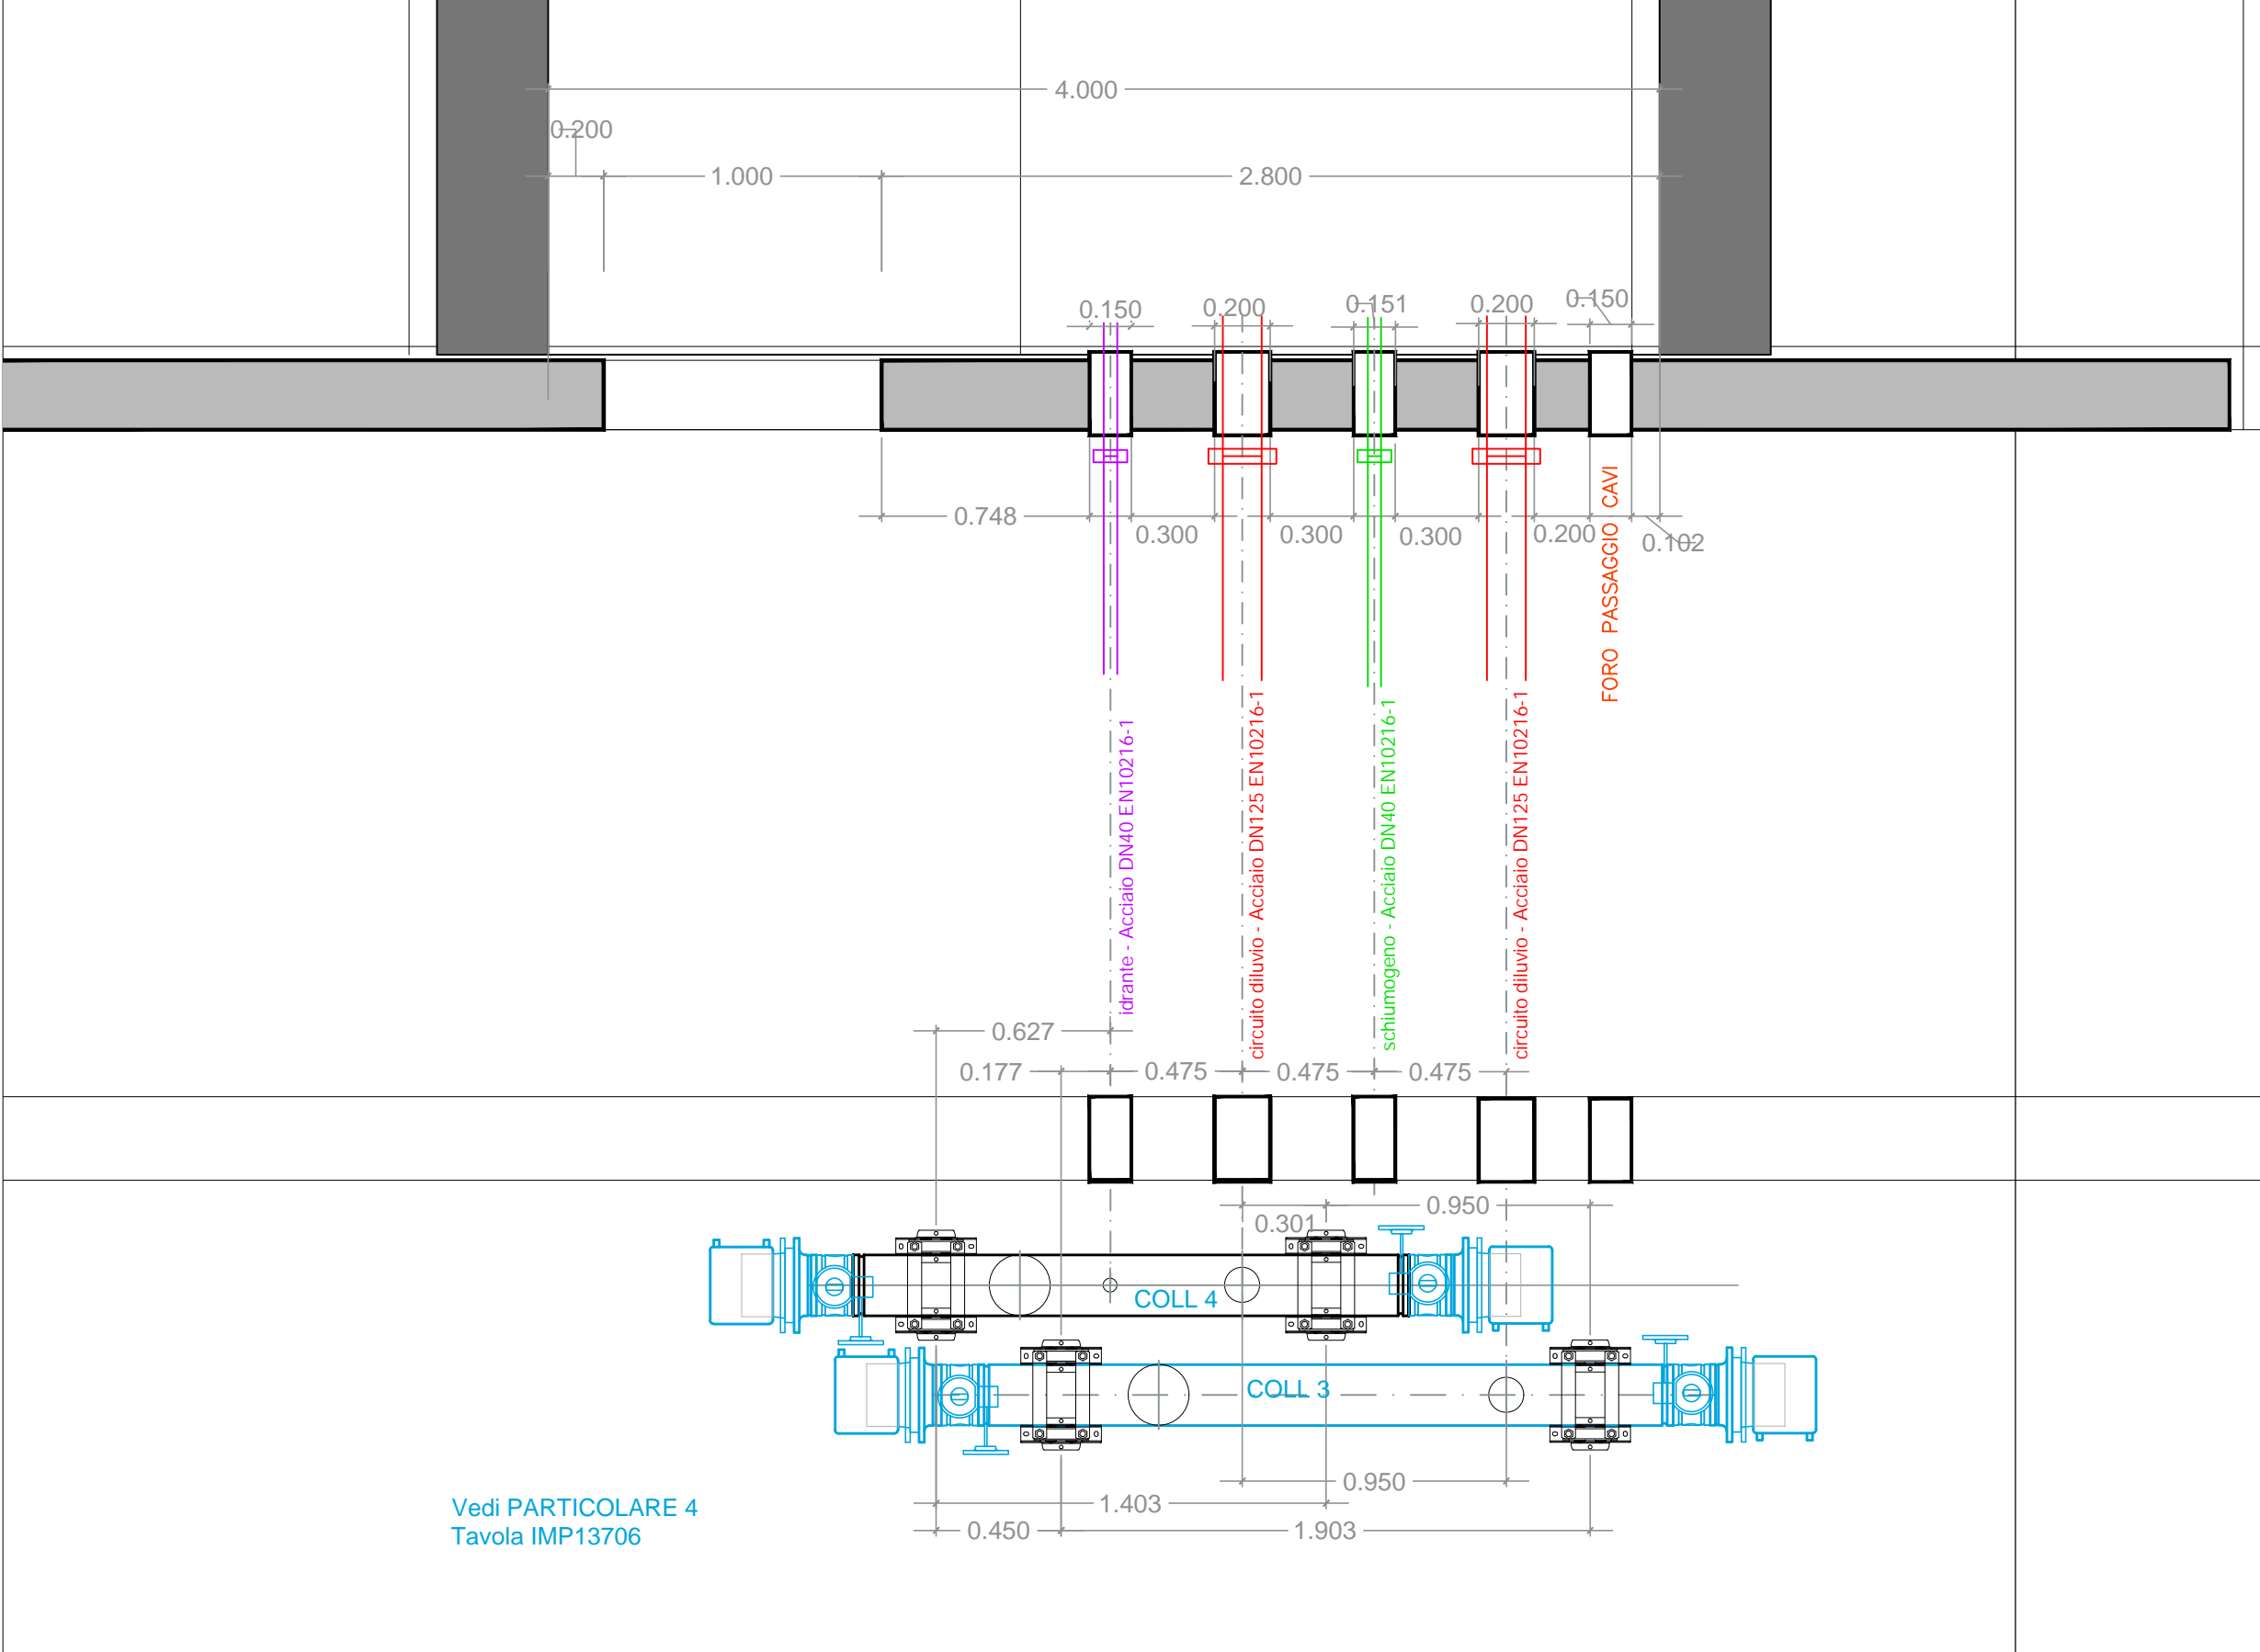 4.000
0.200
1.000
2.800
0.150
0.200
0.151
0.200
0.150
0.748
0.300
0.300
0.300
0.200
0.102
FORO PASSAGGIO CAVI
idrante - Acciaio DN40 EN10216-1
circuito diluvio - Acciaio DN125 EN10216-1
schiumogeno - Acciaio DN40 EN10216-1
circuito diluvio - Acciaio DN125 EN10216-1
0.627
0.177
0.475
0.475
0.475
0.950
0.301
COLL 4
COLL 3
0.950
1.403
0.450
1.903
Vedi PARTICOLARE 4
Tavola IMP13706